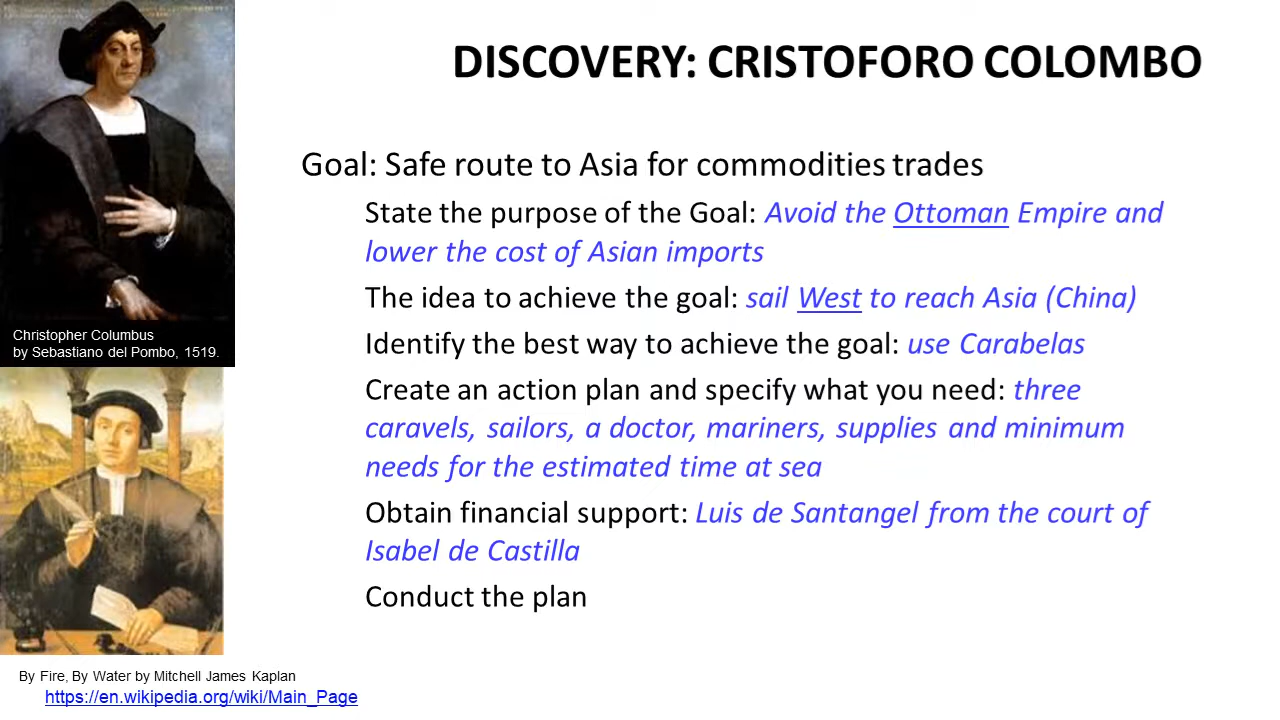 DISCOVERY: CRISTOFORO COLOMBO
Goal: Safe route to Asia for commodities trades
State the purpose of the Goal: Avoid the Ottoman Empire and
lower the cost of Asian imports
The idea to achieve the goal: sail West to reach Asia (China)
Identify the best way to achieve the goal: use Carabelas
Create an action plan and specify what you need: three
caravels, sailors, a doctor, mariners, supplies and minimum
needs for the estimated time at sea
Obtain financial support: Luis de Santangel from the court of
Isabel de Castilla
Conduct the plan
Christopher Columbus
by Sebastiano del Pombo, 1519.
By Fire, By Water by Mitchell James Kaplan
https://en.wikipedia.org/wiki/Main_Page